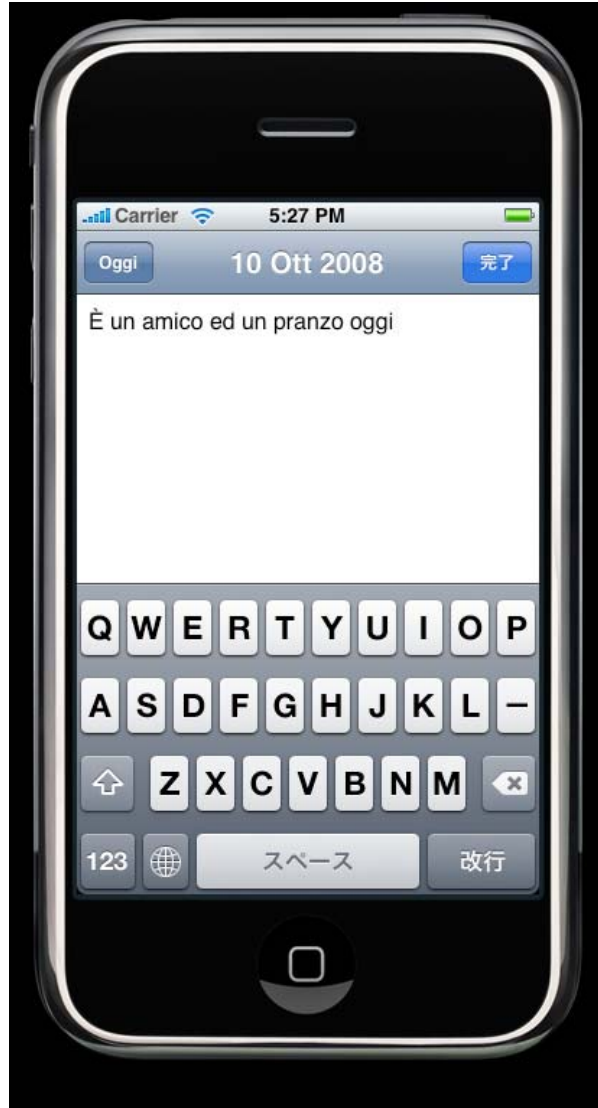 Carrier 5:27 PM
Oggi 10 Ott 2008 完了
È un amico ed un pranzo oggi
Q W E R T Y U I O P
A S D F G H J K L ー
Z X C V B N M
123 スペース 改行